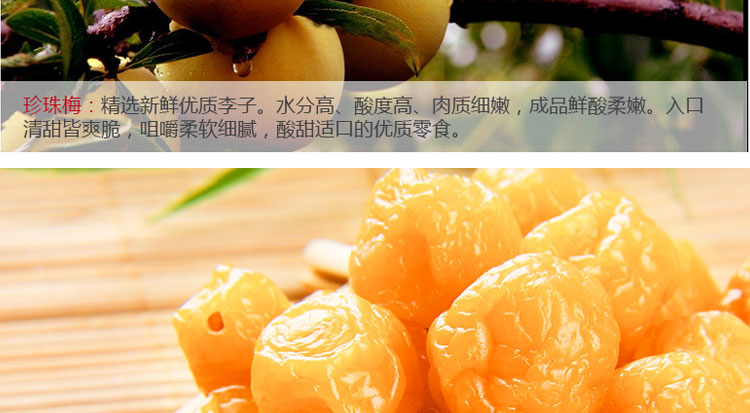 珍珠梅：精选新鲜优质李子。水分高、酸度高、肉质细嫩，成品鲜酸柔嫩。入口
清甜皆爽脆，咀嚼柔软细腻，酸甜适口的优质零食。